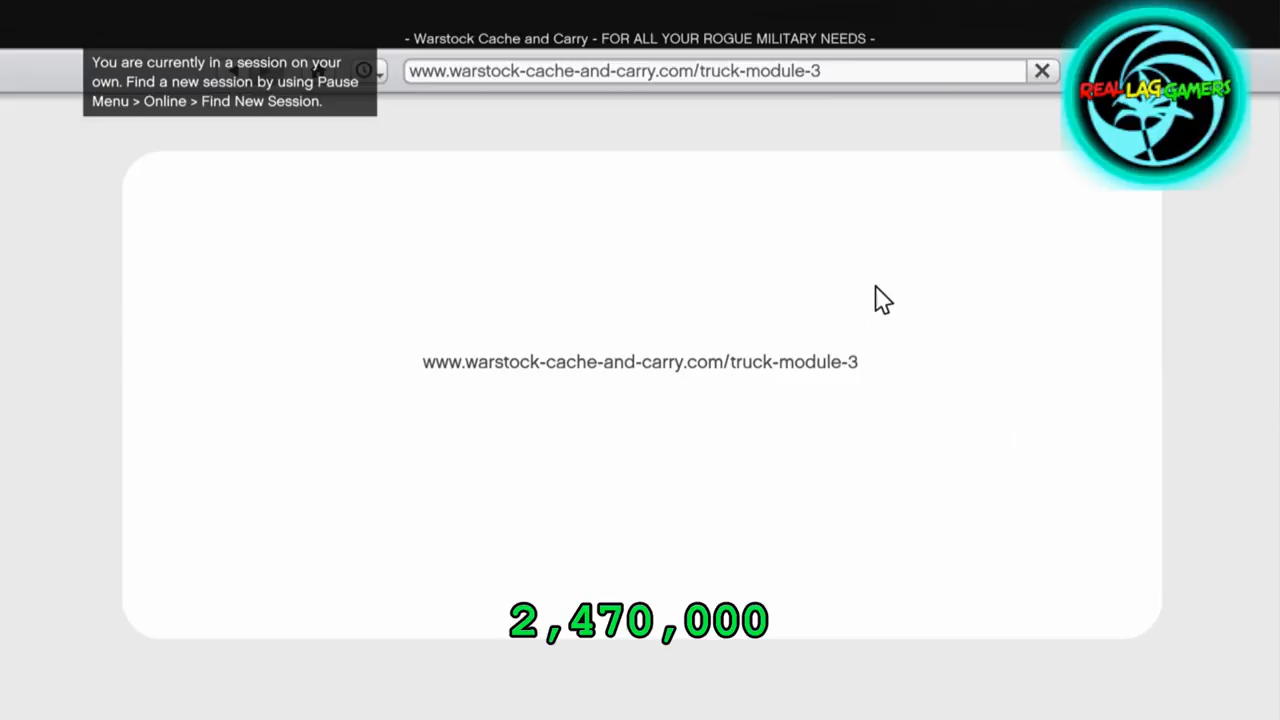 - Warstock Cache and Carry - FOR ALL YOUR ROGUE MILITARY NEEDS -
You are currently in a session on your
own. Find a new session by using Pause
Menu > Online > Find New Session.
www.warstock-cache-and-carry.com/truck-module-3
REAL LAG GAMERS
www.warstock-cache-and-carry.com/truck-module-3
2,470,000